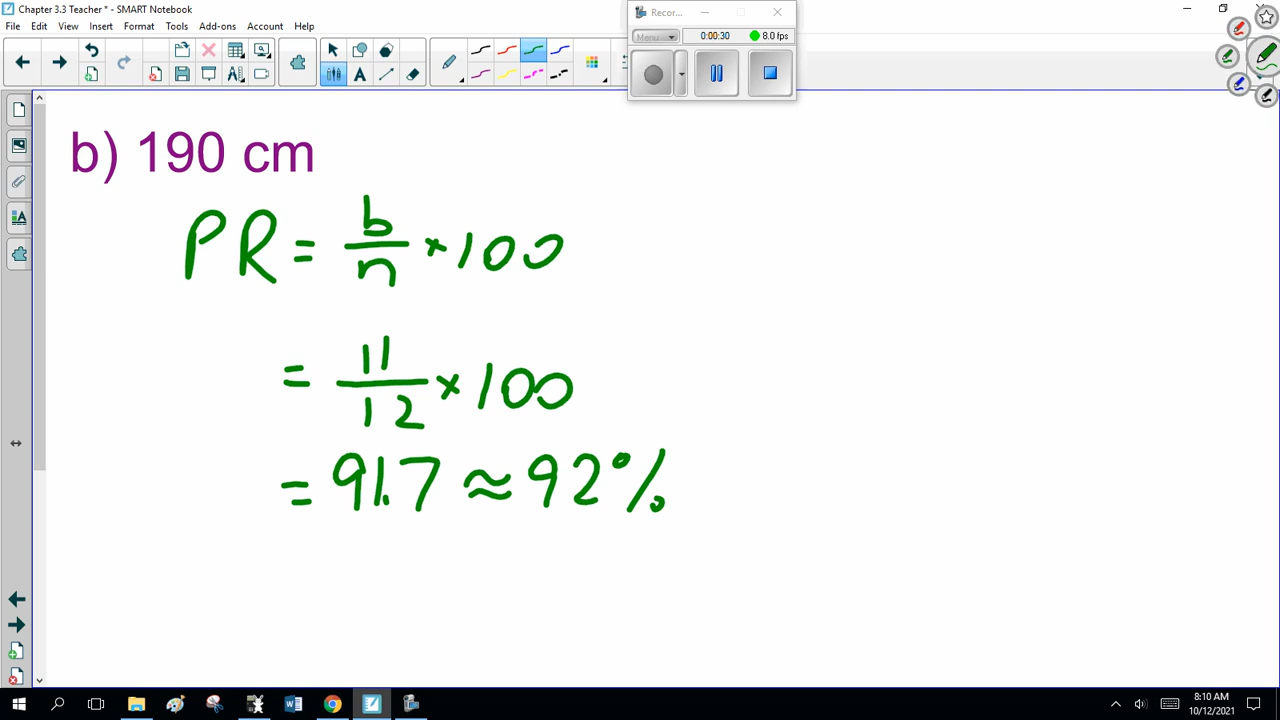 Chapter 3.3 Teacher * - SMART Notebook
File Edit View Insert Format Tools Add-ons Account Help
Recor...
Menu 0:00:30 8.0 fps
b) 190 cm
PR = b/n × 100
= 11/12 × 100
= 91.7 ≈ 92%
8:10 AM
10/12/2021